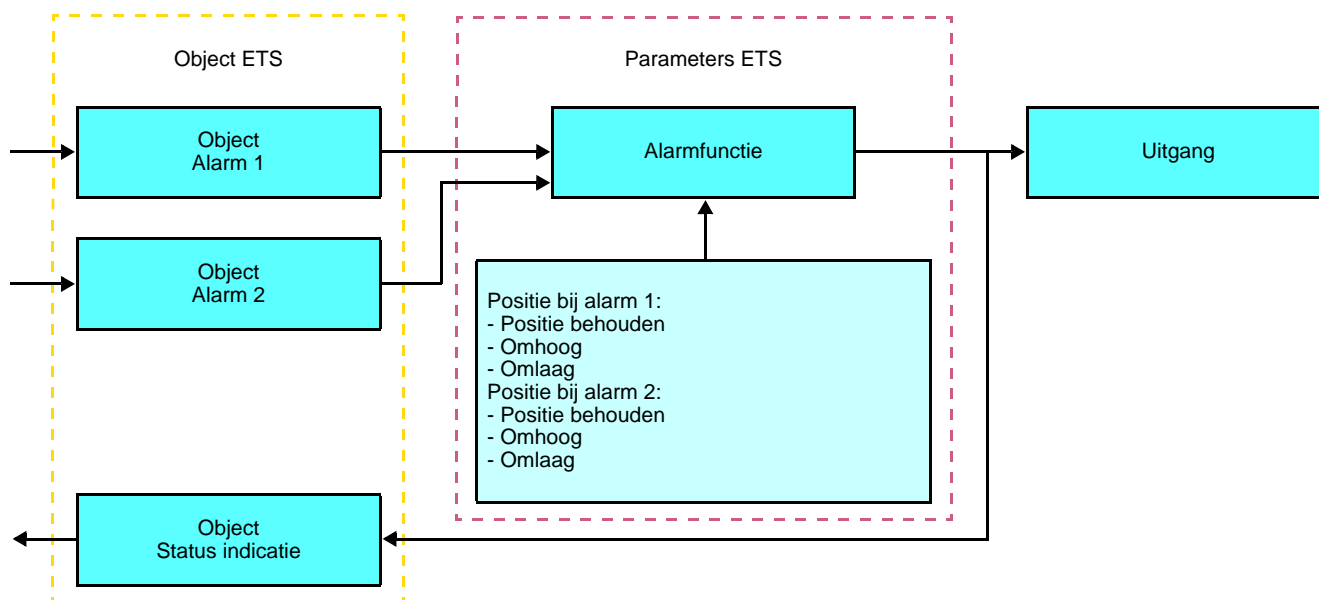 Object ETS
Parameters ETS
Object
Alarm 1
Alarmfunctie
Uitgang
Object
Alarm 2
Positie bij alarm 1:
- Positie behouden
- Omhoog
- Omlaag
Positie bij alarm 2:
- Positie behouden
- Omhoog
- Omlaag
Object
Status indicatie